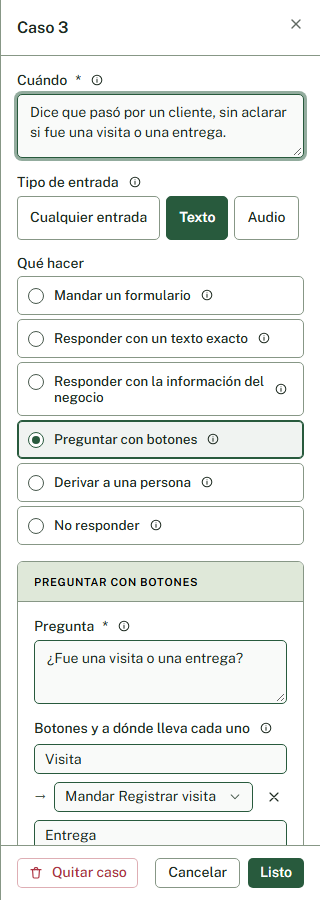 Caso 3
Cuándo *
Dice que pasó por un cliente, sin aclarar
si fue una visita o una entrega.
Tipo de entrada
Cualquier entrada
Texto
Audio
Qué hacer
Mandar un formulario
Responder con un texto exacto
Responder con la información del
negocio
Preguntar con botones
Derivar a una persona
No responder
PREGUNTAR CON BOTONES
Pregunta *
¿Fue una visita o una entrega?
Botones y a dónde lleva cada uno
Visita
→ Mandar Registrar visita
Entrega
Quitar caso
Cancelar
Listo